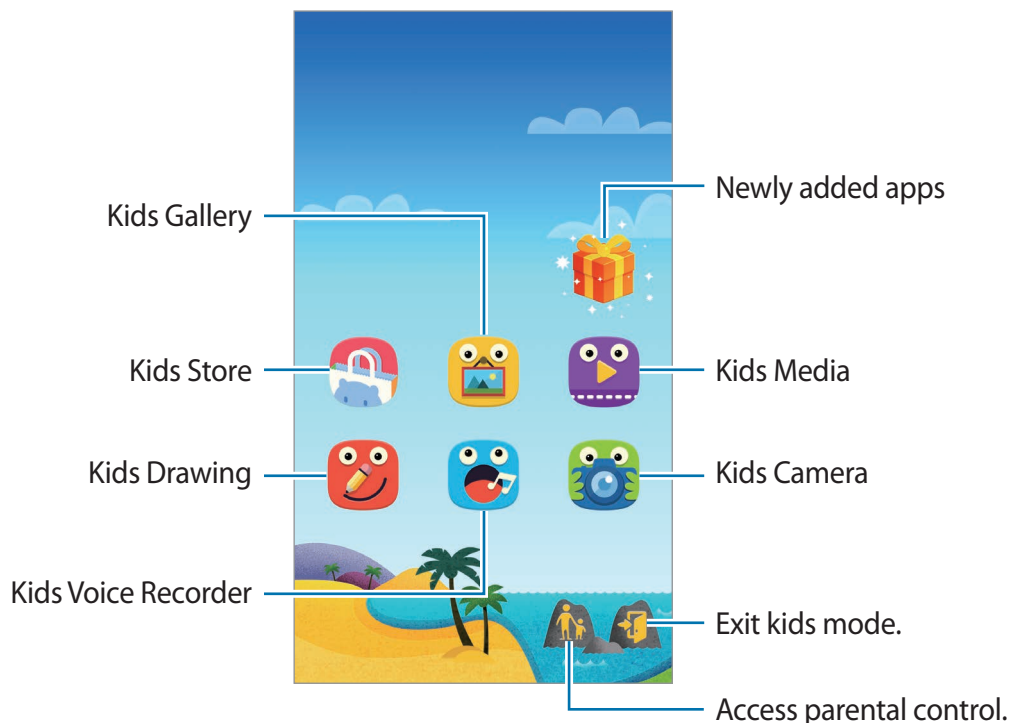 Newly added apps
Kids Gallery
Kids Store
Kids Media
Kids Drawing
Kids Camera
Kids Voice Recorder
Exit kids mode.
Access parental control.